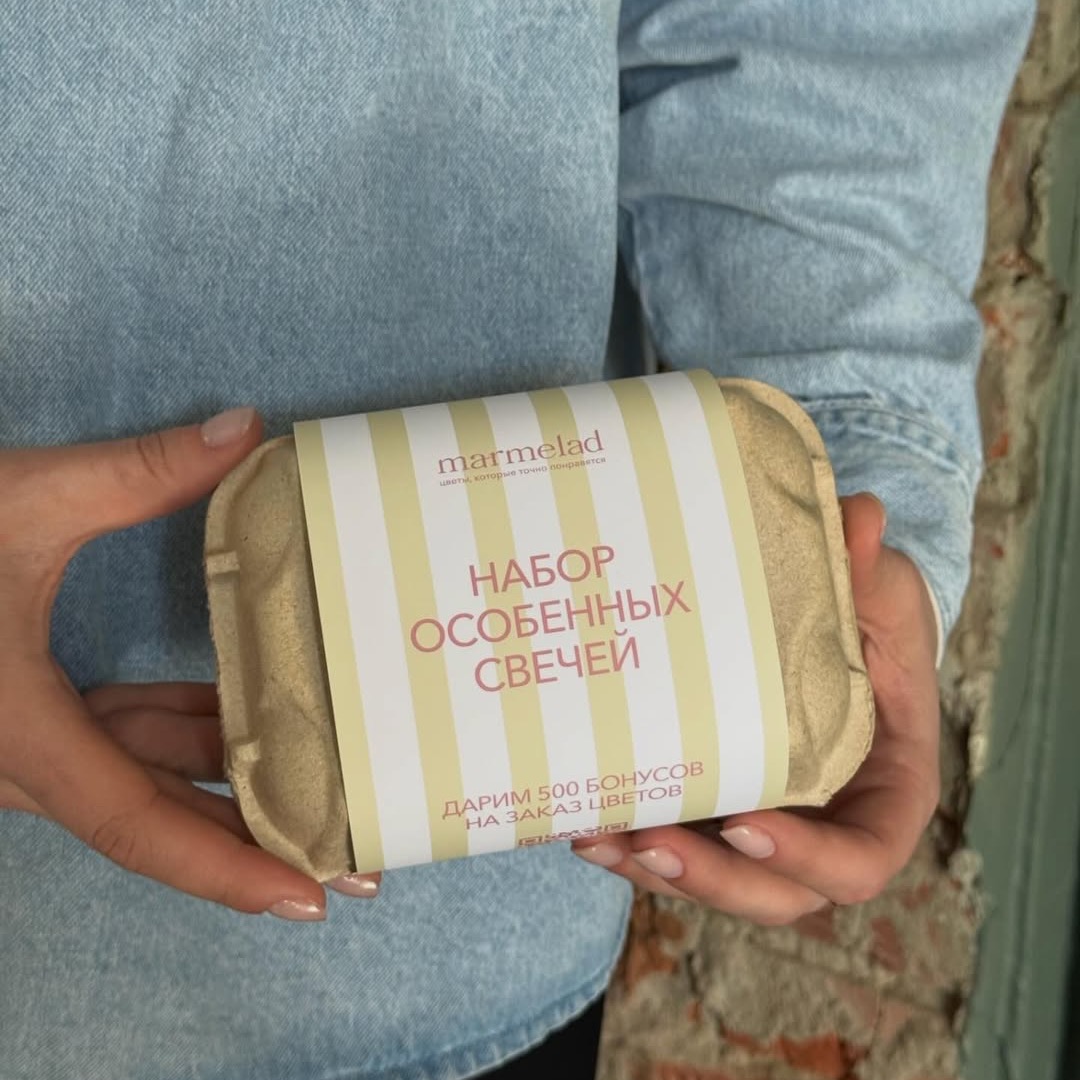 marmelad
цветы, которые точно понравятся
НАБОР
ОСОБЕННЫХ
СВЕЧЕЙ
ДАРИМ 500 БОНУСОВ
НА ЗАКАЗ ЦВЕТОВ